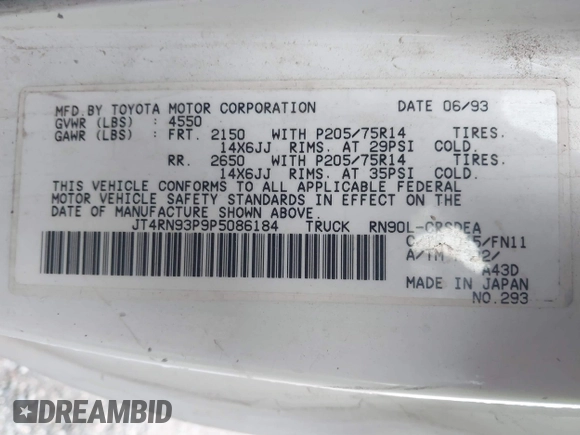 MFD.BY TOYOTA MOTOR CORPORATION DATE 06/93
GVWR (LBS) : 4550
GAWR (LBS) : FRT. 2150 WITH P205/75R14 TIRES.
14X6JJ RIMS. AT 29PSI COLD.
RR. 2650 WITH P205/75R14 TIRES.
14X6JJ RIMS. AT 35PSI COLD.
THIS VEHICLE CONFORMS TO ALL APPLICABLE FEDERAL
MOTOR VEHICLE SAFETY STANDARDS IN EFFECT ON THE
DATE OF MANUFACTURE SHOWN ABOVE.
JT4RN93P9P5086184 TRUCK RN90L-CRSDEA
/FN11
A/TM
A43D
MADE IN JAPAN
NO.293
DREAMBID